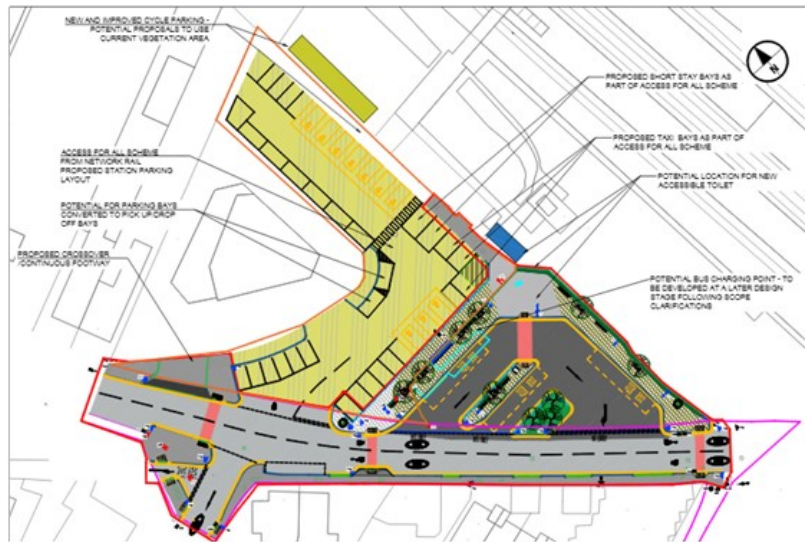 NEW AND IMPROVED CYCLE PARKING -
POTENTIAL PROPOSALS TO USE
CURRENT VEGETATION AREA
N
PROPOSED SHORT STAY BAYS AS
PART OF ACCESS FOR ALL SCHEME
PROPOSED TAXI BAYS AS PART OF
ACCESS FOR ALL SCHEME
ACCESS FOR ALL SCHEME
FROM NETWORK RAIL
PROPOSED STATION PARKING
LAYOUT
POTENTIAL LOCATION FOR NEW
ACCESSIBLE TOILET
POTENTIAL FOR PARKING BAYS
CONVERTED TO PICK UP/DROP
OFF BAYS
PROPOSED CROSSOVER
/CONTINUOUS FOOTWAY
POTENTIAL BUS CHARGING POINT - TO
BE DEVELOPED AT A LATER DESIGN
STAGE FOLLOWING SCOPE
CLARIFICATIONS